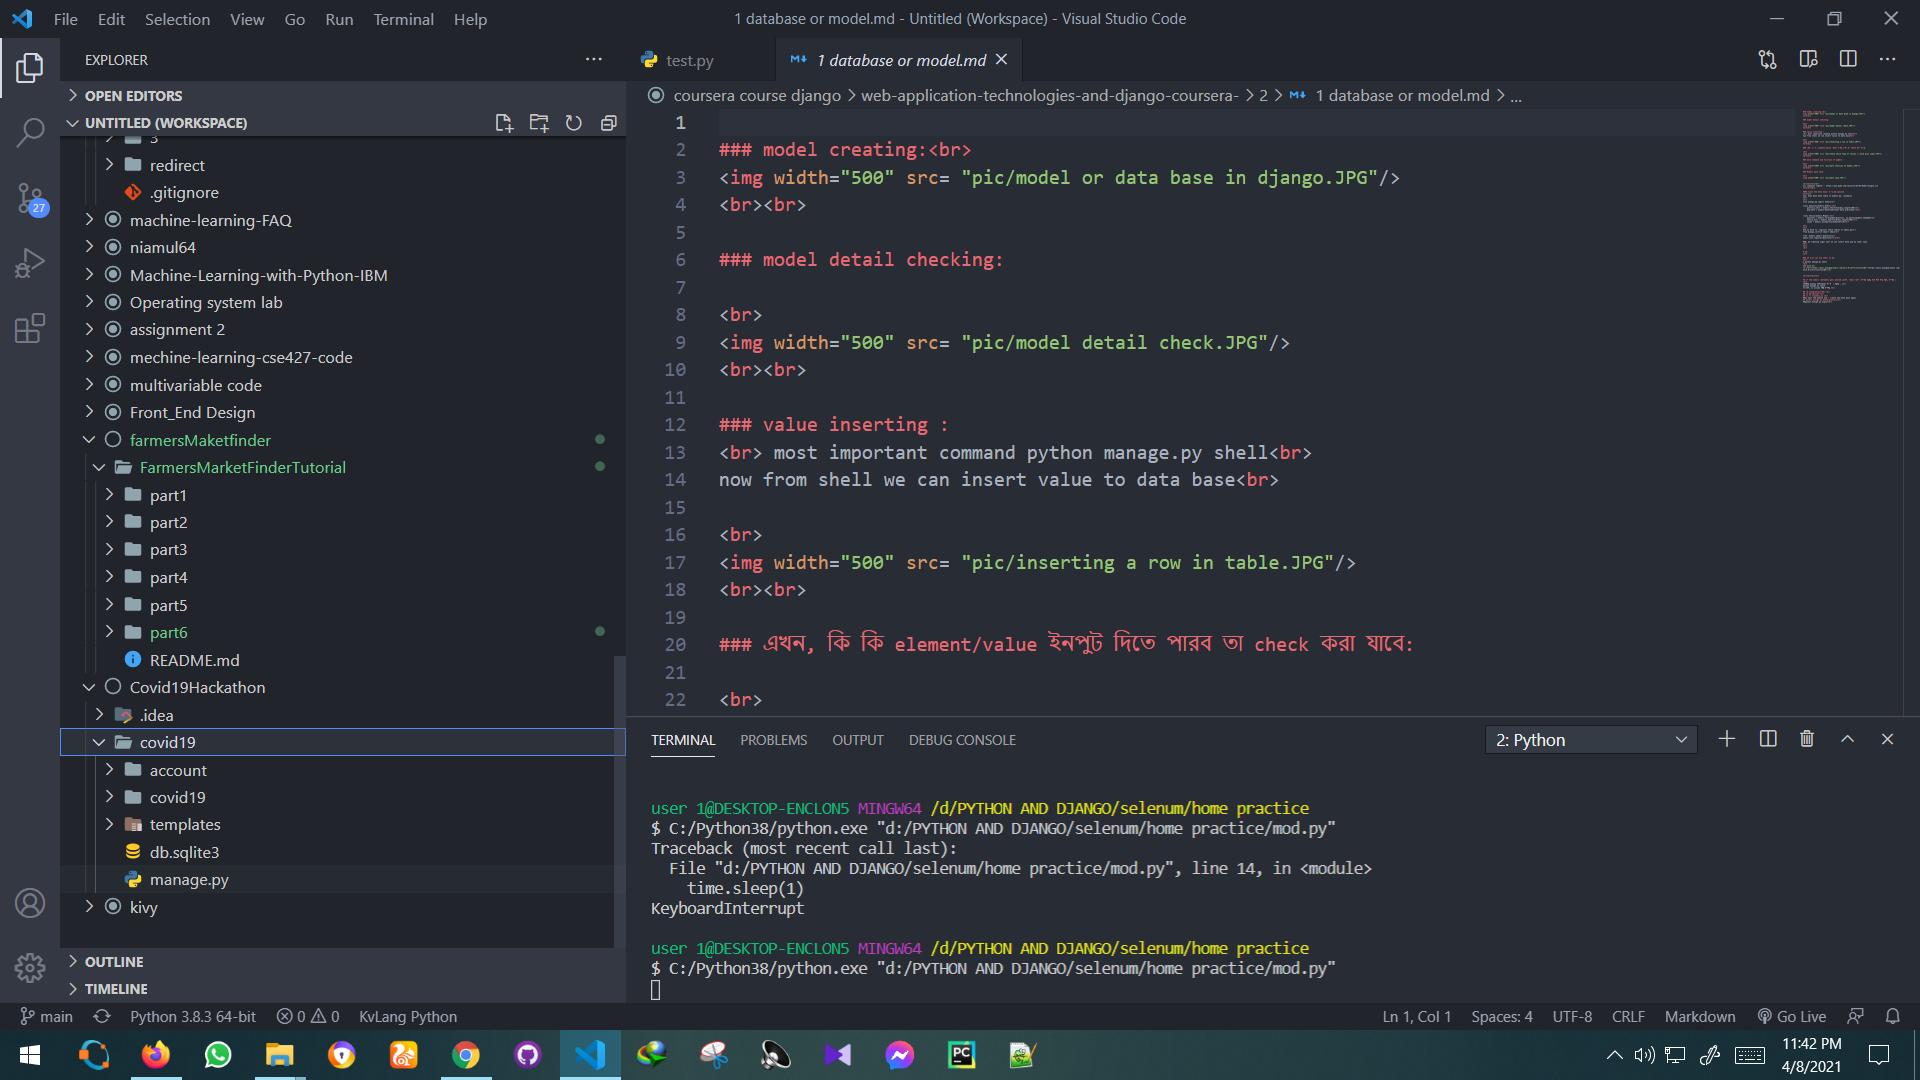 File Edit Selection View Go Run Terminal Help
1 database or model.md - Untitled (Workspace) - Visual Studio Code
EXPLORER
OPEN EDITORS
UNTITLED (WORKSPACE)
3
redirect
.gitignore
27
machine-learning-FAQ
niamul64
Machine-Learning-with-Python-IBM
Operating system lab
assignment 2
mechine-learning-cse427-code
multivariable code
Front_End Design
farmersMaketfinder
FarmersMarketFinderTutorial
part1
part2
part3
part4
part5
part6
README.md
Covid19Hackathon
.idea
covid19
account
covid19
templates
db.sqlite3
manage.py
kivy
OUTLINE
TIMELINE
test.py
1 database or model.md
coursera course django > web-application-technologies-and-django-coursera- > 2 > 1 database or model.md > ...
1
2 ### model creating:<br>
3 <img width="500" src= "pic/model or data base in django.JPG"/>
4 <br><br>
5
6 ### model detail checking:
7
8 <br>
9 <img width="500" src= "pic/model detail check.JPG"/>
10 <br><br>
11
12 ### value inserting :
13 <br> most important command python manage.py shell<br>
14 now from shell we can insert value to data base<br>
15
16 <br>
17 <img width="500" src= "pic/inserting a row in table.JPG"/>
18 <br><br>
19
20 ### এখন, কি কি element/value ইনপুট দিতে পারব তা check করা যাবে:
21
22 <br>
TERMINAL PROBLEMS OUTPUT DEBUG CONSOLE
2: Python
user 1@DESKTOP-ENCLON5 MINGW64 /d/PYTHON AND DJANGO/selenum/home practice
$ C:/Python38/python.exe "d:/PYTHON AND DJANGO/selenum/home practice/mod.py"
Traceback (most recent call last):
File "d:/PYTHON AND DJANGO/selenum/home practice/mod.py", line 14, in <module>
time.sleep(1)
KeyboardInterrupt
user 1@DESKTOP-ENCLON5 MINGW64 /d/PYTHON AND DJANGO/selenum/home practice
$ C:/Python38/python.exe "d:/PYTHON AND DJANGO/selenum/home practice/mod.py"
main Python 3.8.3 64-bit 0 0 KvLang Python
Ln 1, Col 1 Spaces: 4 UTF-8 CRLF Markdown Go Live
PC
11:42 PM
4/8/2021